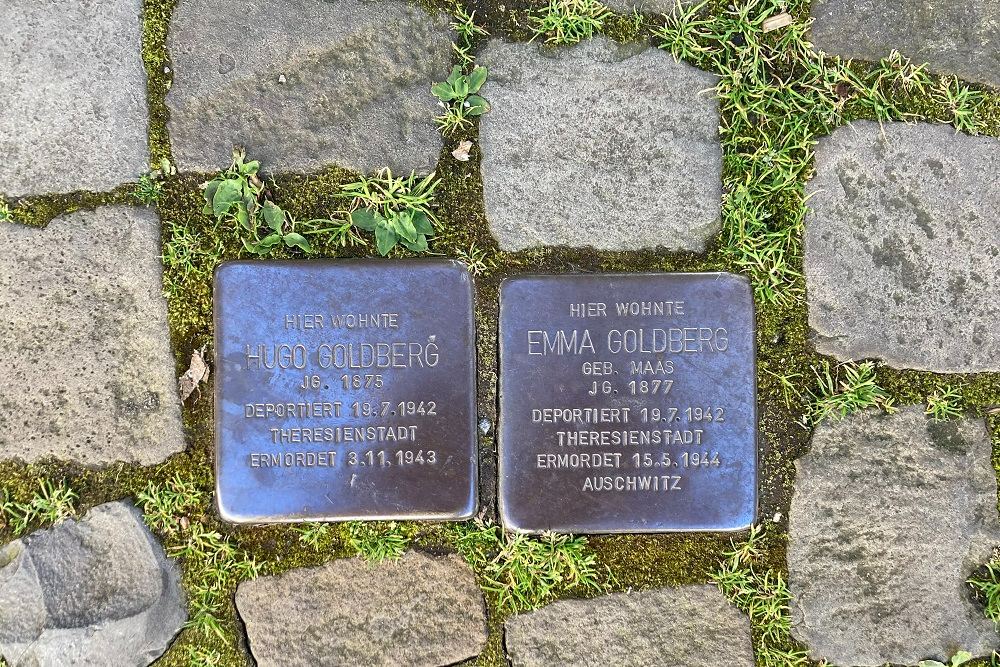 HIER WOHNTE
HUGO GOLDBERG
JG. 1875
DEPORTIERT 19.7.1942
THERESIENSTADT
ERMORDET 3.11.1943
HIER WOHNTE
EMMA GOLDBERG
GEB. MAAS
JG. 1877
DEPORTIERT 19.7.1942
THERESIENSTADT
ERMORDET 15.5.1944
AUSCHWITZ